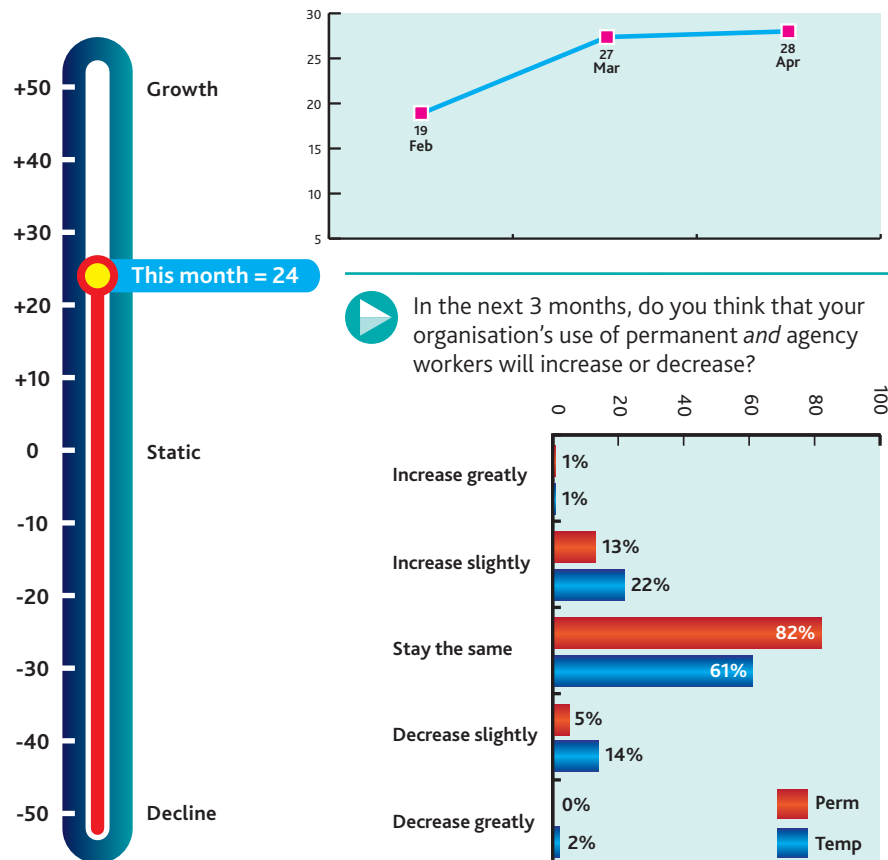 +50
Growth
+40
+30
This month = 24
+20
+10
0
Static
-10
-20
-30
-40
-50
Decline
30
25
20
15
10
5
19
Feb
27
Mar
28
Apr
In the next 3 months, do you think that your
organisation's use of permanent and agency
workers will increase or decrease?
0 20 40 60 80 100
Increase greatly
1%
1%
Increase slightly
13%
22%
Stay the same
82%
61%
Decrease slightly
5%
14%
Decrease greatly
0%
2%
Perm
Temp